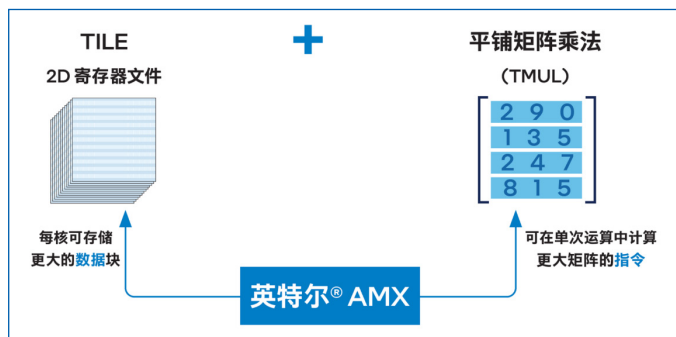 TILE
2D 寄存器文件
+
平铺矩阵乘法
(TMUL)
2 9 0
1 3 5
2 4 7
8 1 5
每核可存储
更大的数据块
可在单次运算中计算
更大矩阵的指令
英特尔® AMX